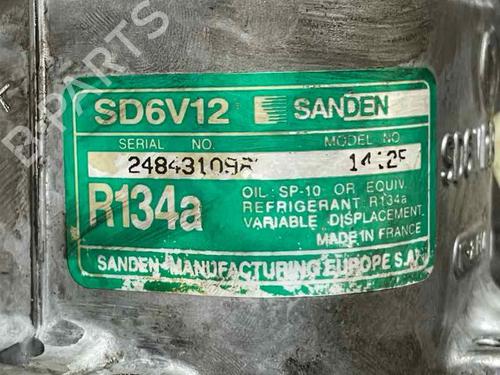 B-PARTS
SD6V12 SANDEN
SERIAL NO. MODEL NO.
R134a
OIL: SP-10 OR EQUIV.
REFRIGERANT: R134a
VARIABLE DISPLACEMENT
MADE IN FRANCE
SANDEN MANUFACTURING EUROPE S.A.